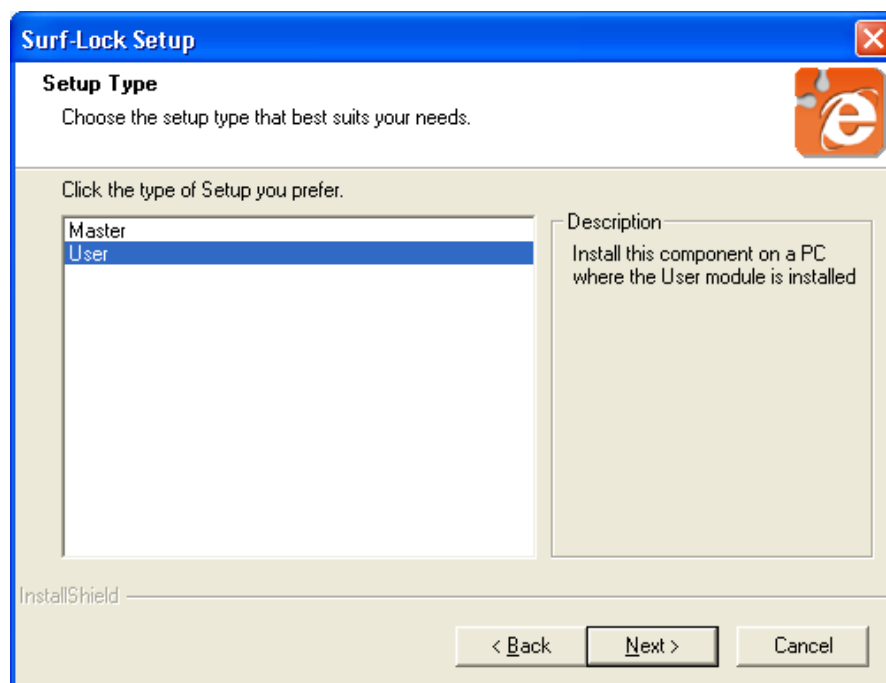 Surf-Lock Setup
Setup Type
Choose the setup type that best suits your needs.
Click the type of Setup you prefer.
Master
User
Description
Install this component on a PC
where the User module is installed
InstallShield
< Back
Next >
Cancel